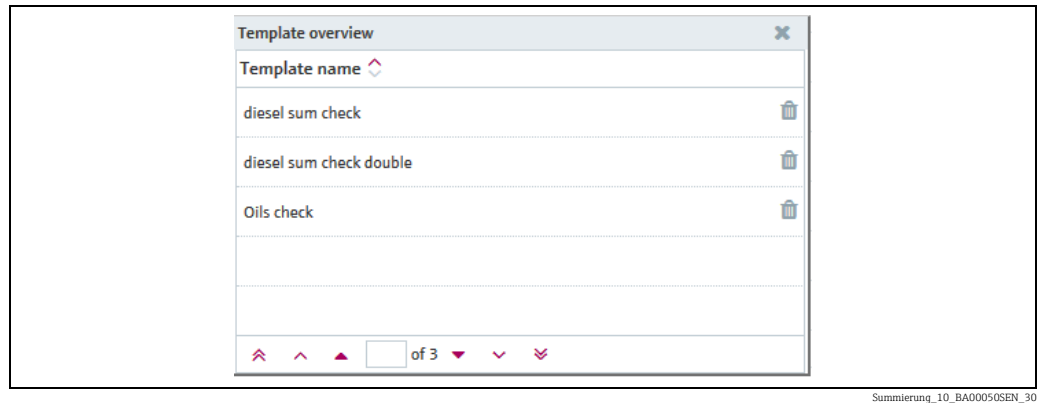 Template overview
Template name
diesel sum check
diesel sum check double
Oils check
of 3
Summierung_10_BA00050SEN_30